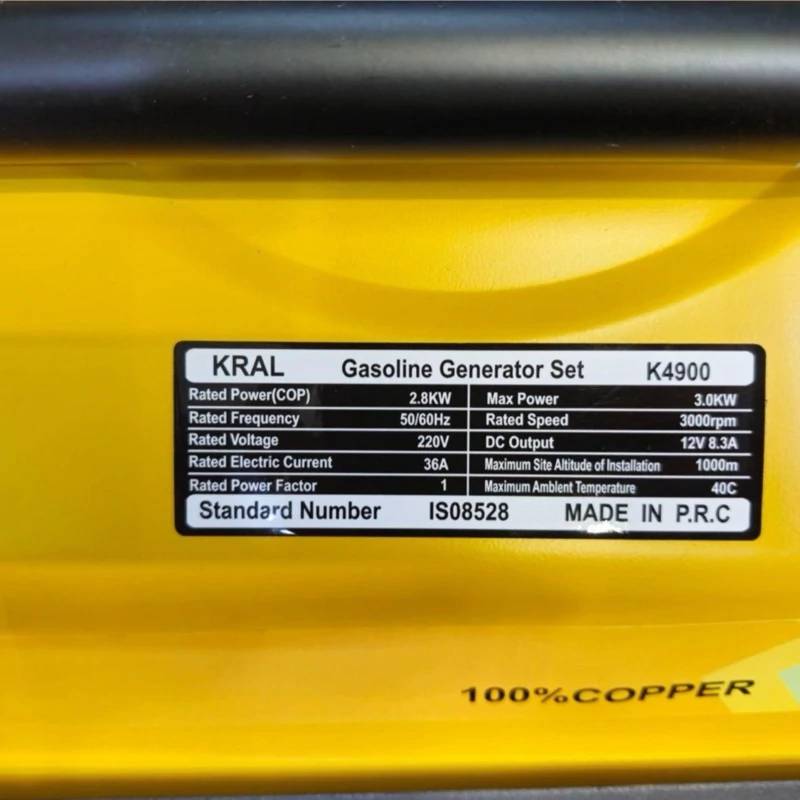 KRAL Gasoline Generator Set K4900
Rated Power(COP) 2.8KW Max Power 3.0KW
Rated Frequency 50/60Hz Rated Speed 3000rpm
Rated Voltage 220V DC Output 12V 8.3A
Rated Electric Current 36A Maximum Site Altitude of Installation 1000m
Rated Power Factor 1 Maximum Amblent Temperature 40C
Standard Number IS08528 MADE IN P.R.C
100%COPPER